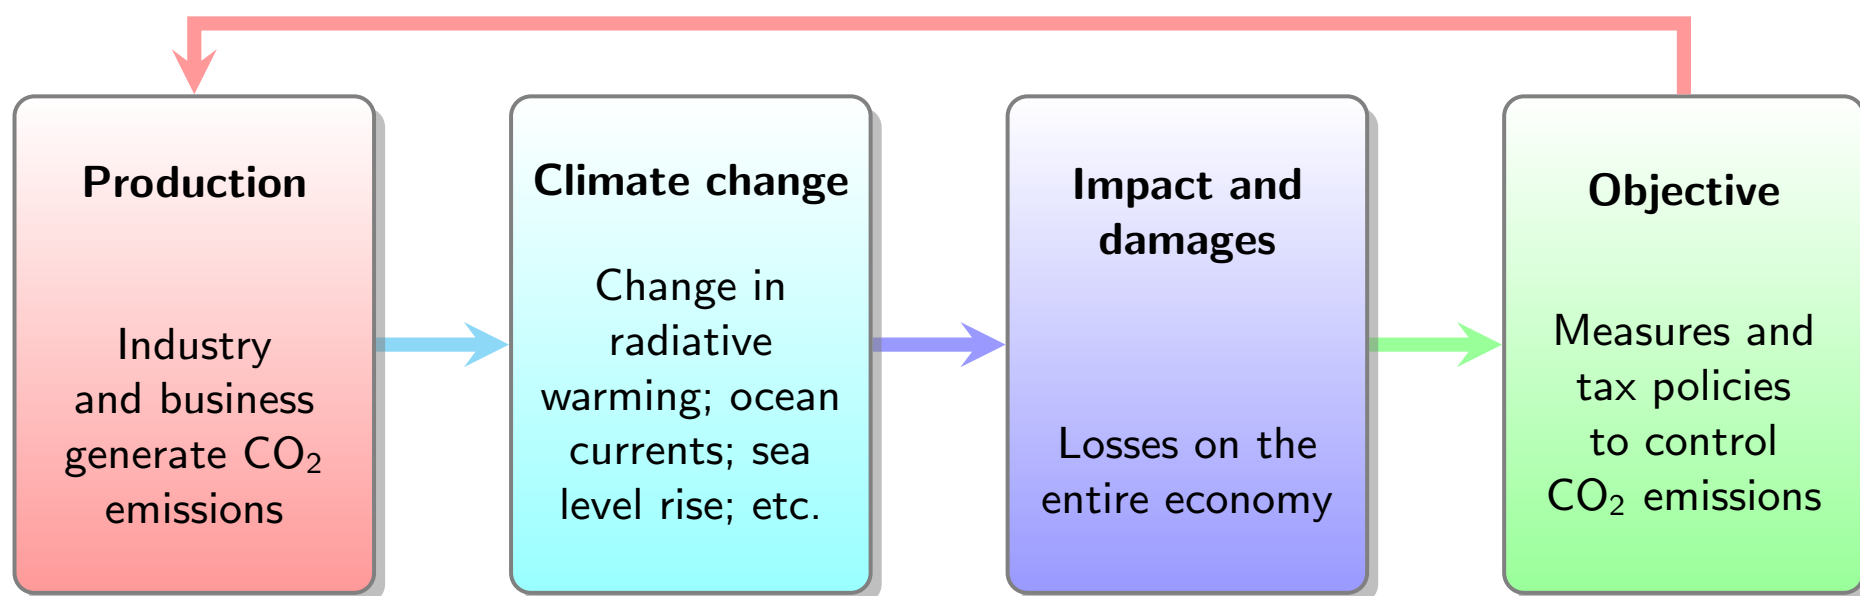 Production
Industry
and business
generate CO₂
emissions
Climate change
Change in
radiative
warming; ocean
currents; sea
level rise; etc.
Impact and
damages
Losses on the
entire economy
Objective
Measures and
tax policies
to control
CO₂ emissions